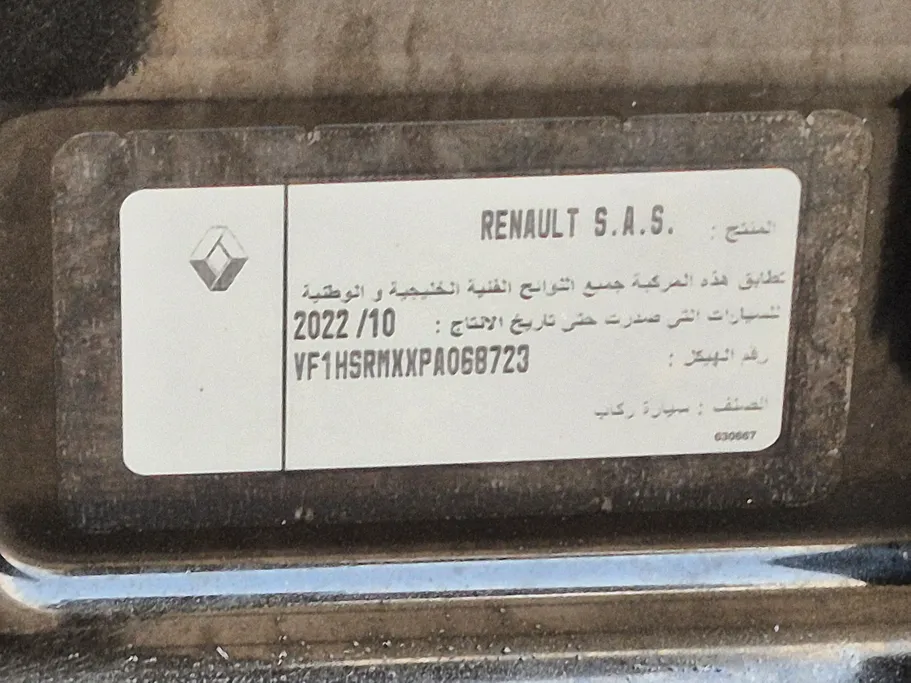 المنتج : RENAULT S.A.S.
تطابق هذه المركبة جميع اللوائح الفنية الخليجية و الوطنية
للسيارات التي صدرت حتى تاريخ الانتاج : 2022/10
رقم الهيكل : VF1HSRMXXPA068723
الصنف : سيارة ركاب
630667